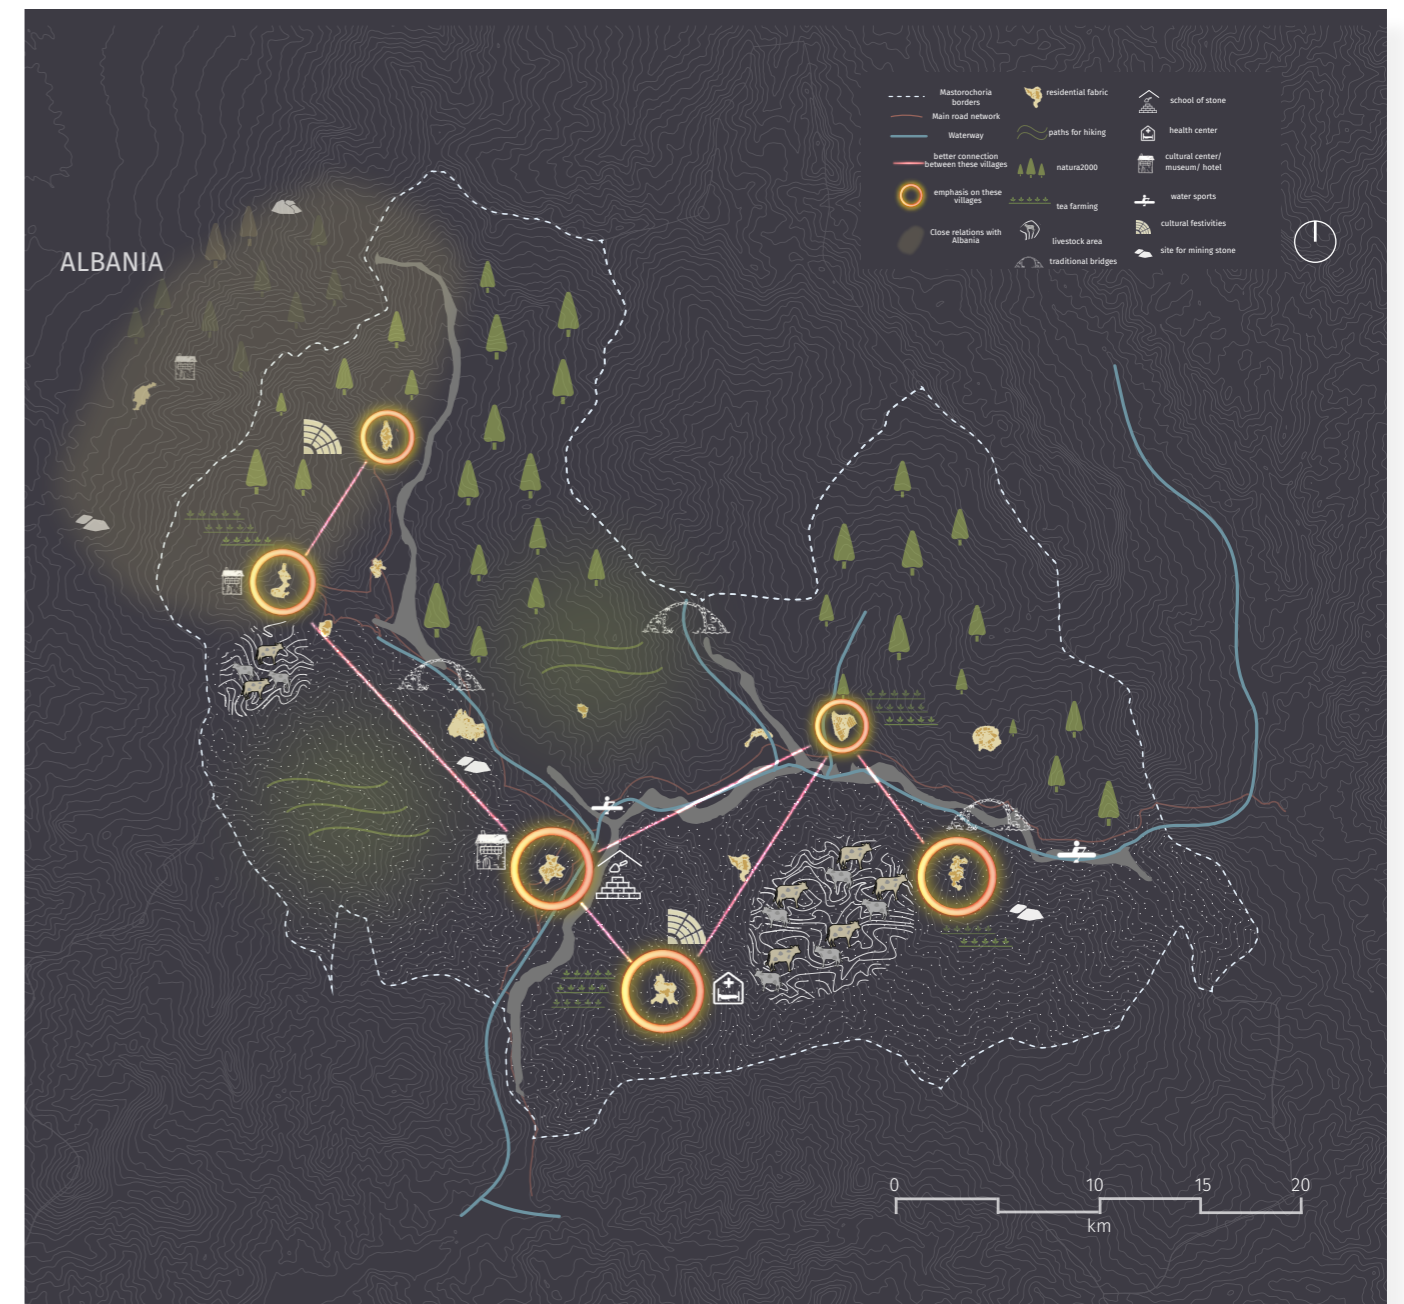 Mastorochoria
borders
Main road network
Waterway
better connection
between these villages
emphasis on these
villages
Close relations with
Albania
residential fabric
paths for hiking
natura2000
tea farming
livestock area
traditional bridges
school of stone
health center
cultural center/
museum/ hotel
water sports
cultural festivities
site for mining stone
ALBANIA
0 10 15 20
km